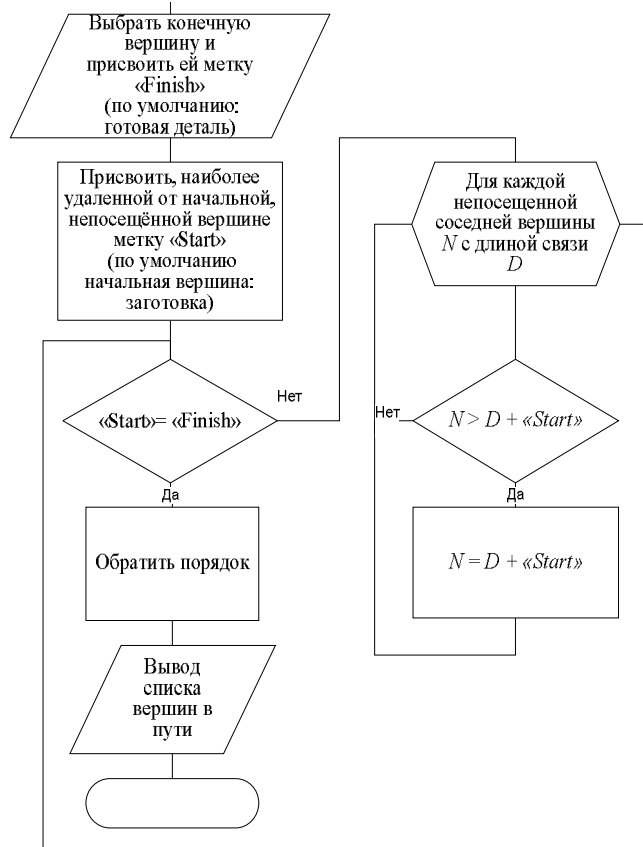 Выбрать конечную
вершину и
присвоить ей метку
«Finish»
(по умолчанию:
готовая деталь)
Присвоить, наиболее
удаленной от начальной,
непосещённой вершине
метку «Start»
(по умолчанию
начальная вершина:
заготовка)
«Start»= «Finish»
Нет
Да
Обратить порядок
Вывод
списка
вершин в
пути
Для каждой
непосещенной
соседней вершины
N с длиной связи
D
N > D + «Start»
Нет
Да
N = D + «Start»